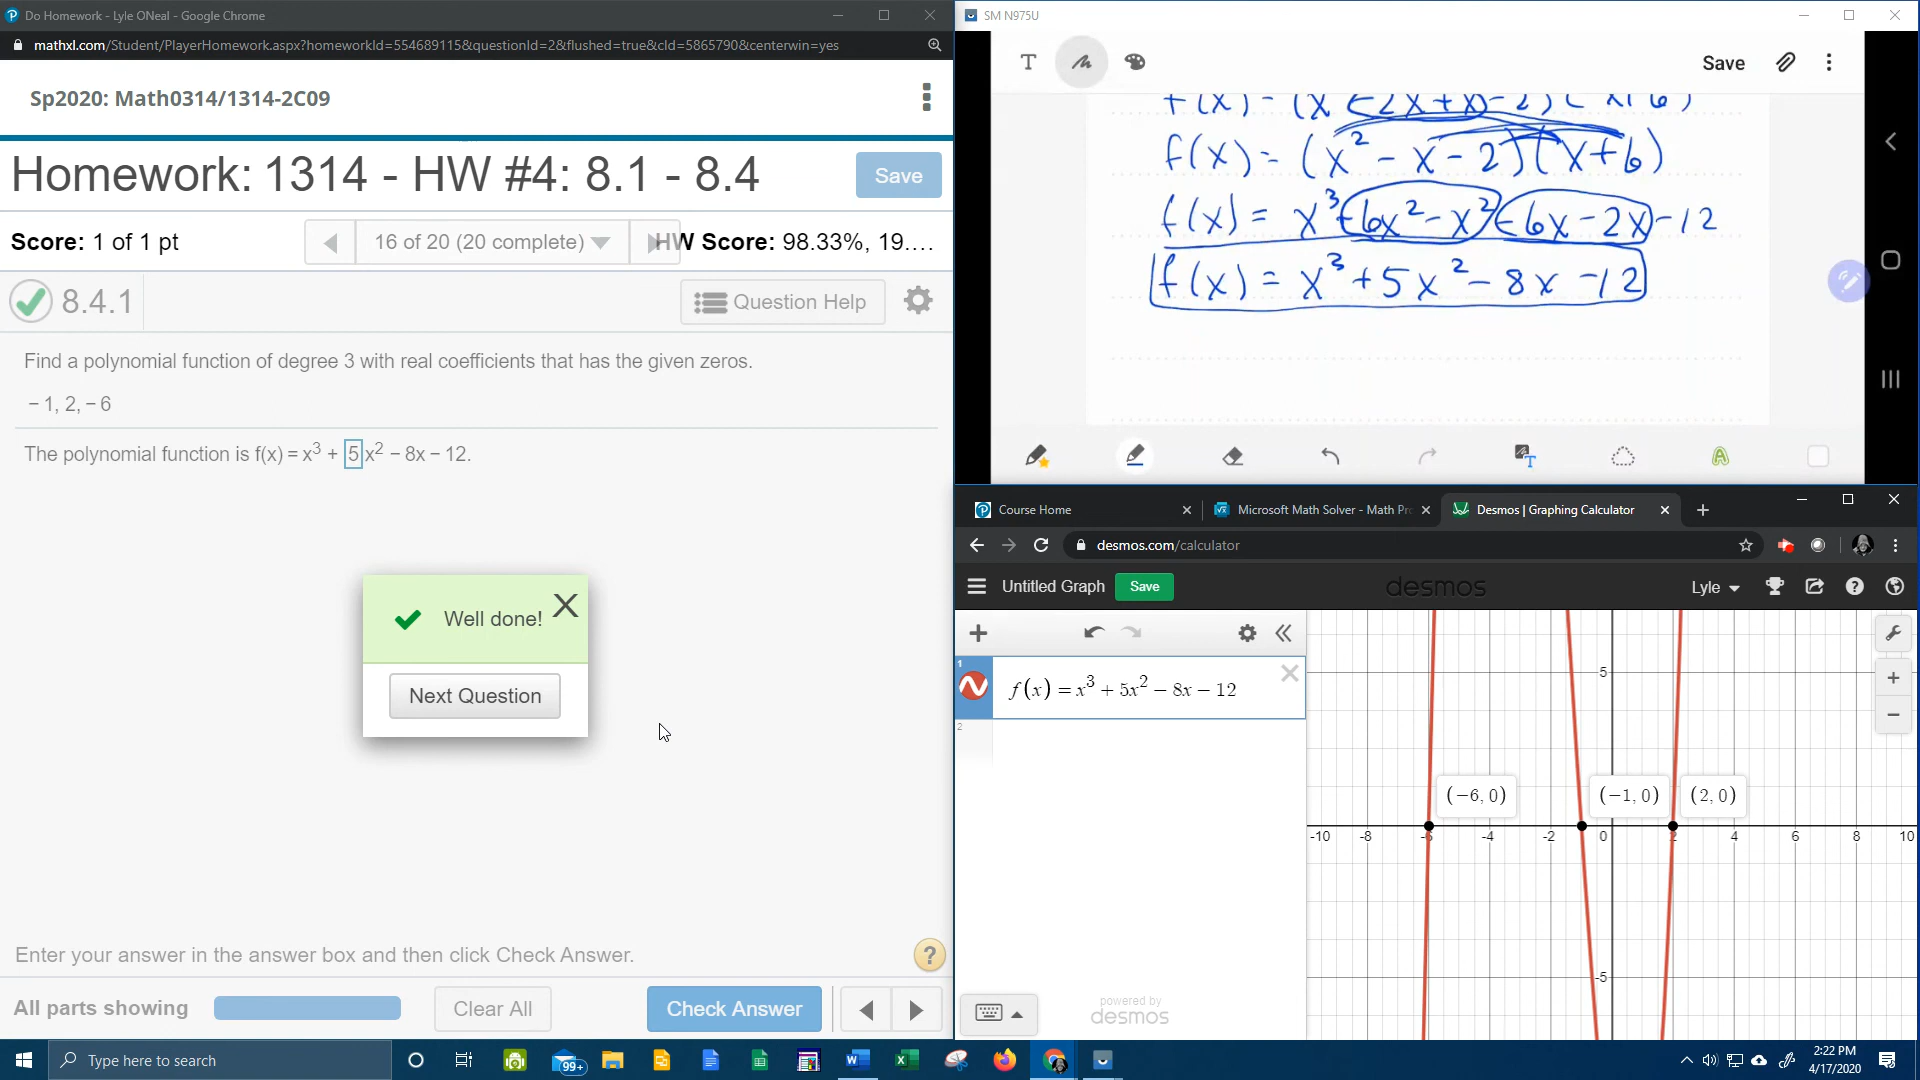 Do Homework - Lyle ONeal - Google Chrome
mathxl.com/Student/PlayerHomework.aspx?homeworkId=554689115&questionId=2&flushed=true&cId=5865790&centerwin=yes
Sp2020: Math0314/1314-2C09
Homework: 1314 - HW #4: 8.1 - 8.4
Save
Score: 1 of 1 pt
16 of 20 (20 complete)
HW Score: 98.33%, 19....
8.4.1
Question Help
Find a polynomial function of degree 3 with real coefficients that has the given zeros.
− 1, 2, − 6
The polynomial function is f(x) = x³ + 5 x² − 8x − 12.
Well done!
X
Next Question
Enter your answer in the answer box and then click Check Answer.
?
All parts showing
Clear All
Check Answer
SM N975U
T
Save
f(x) = (x² - x - 2)(x+6)
f(x) = x³ + 6x² - x² - 6x - 2x - 12
f(x) = x³ + 5x² - 8x - 12
T
A
Course Home
Microsoft Math Solver - Math Pr
Desmos | Graphing Calculator
desmos.com/calculator
Untitled Graph
Save
desmos
Lyle
?
1
f(x) = x³ + 5x² − 8x − 12
2
5
(−6, 0)
(−1, 0)
(2, 0)
-10
-8
-6
-4
-2
0
2
4
6
8
10
-5
powered by
desmos
Type here to search
99+
2:22 PM
4/17/2020